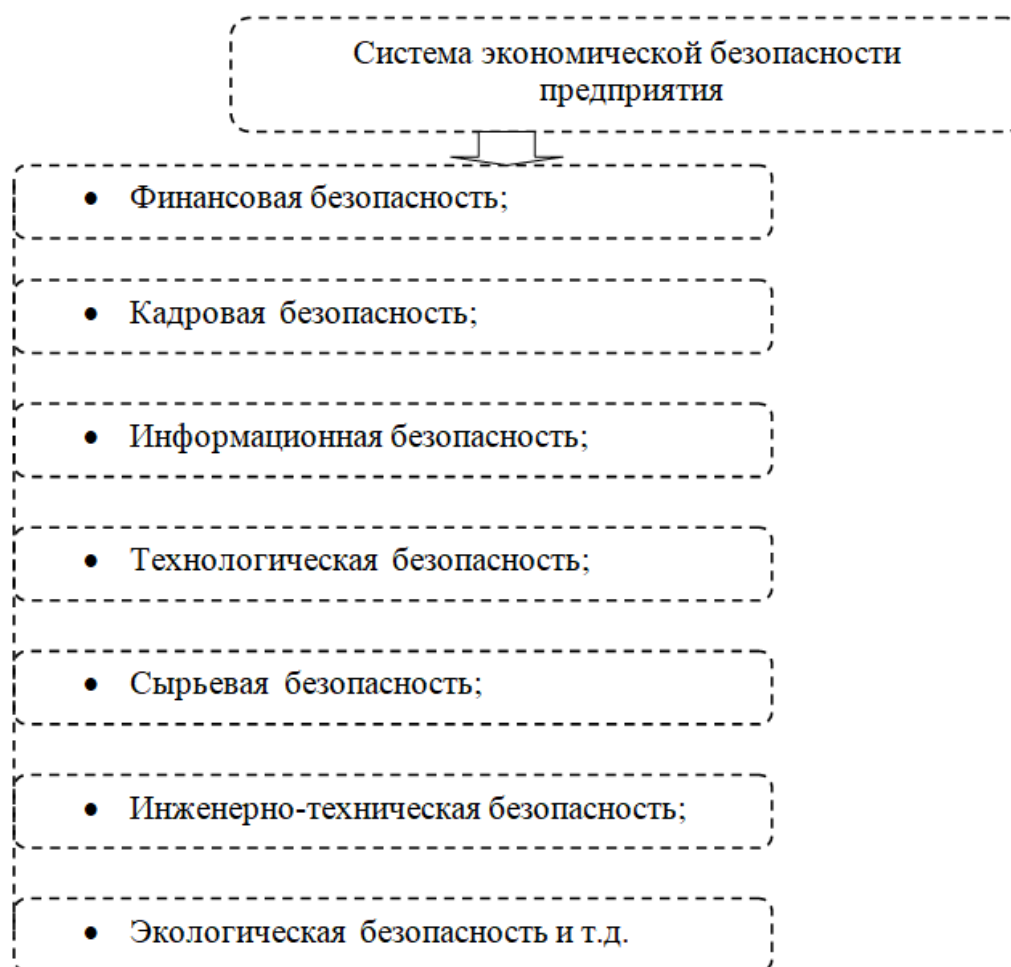 Система экономической безопасности
предприятия
• Финансовая безопасность;
• Кадровая безопасность;
• Информационная безопасность;
• Технологическая безопасность;
• Сырьевая безопасность;
• Инженерно-техническая безопасность;
• Экологическая безопасность и т.д.